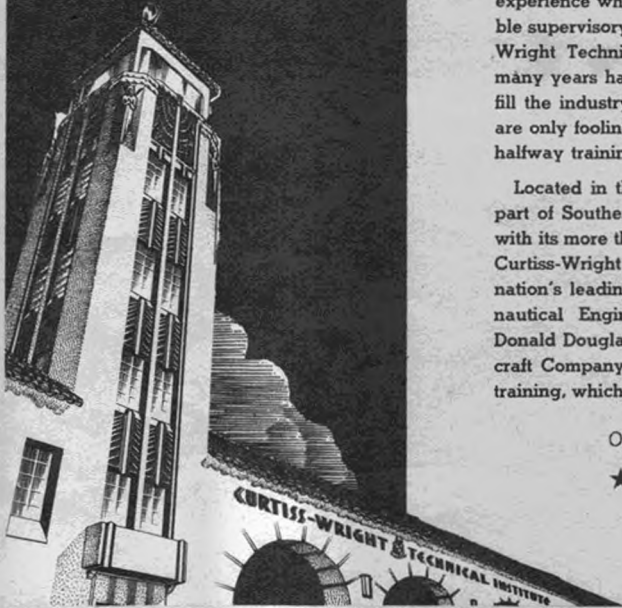 experience wh
ble supervisory
Wright Techni
many years ha
fill the industry
are only foolin
halfway trainin
Located in th
part of Southe
with its more th
Curtiss-Wright
nation's leadin
nautical Engin
Donald Dougla
craft Company
training, which
O
CURTISS-WRIGHT TECHNICAL INSTITUTE